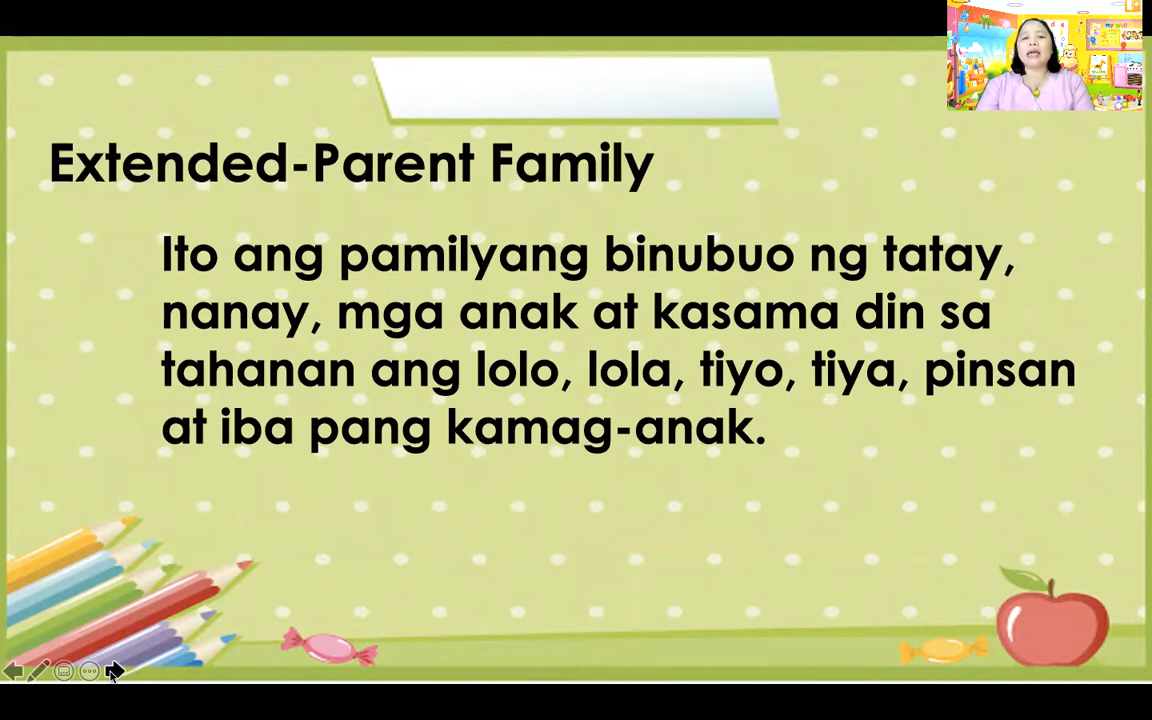 Extended-Parent Family
Ito ang pamilyang binubuo ng tatay,
nanay, mga anak at kasama din sa
tahanan ang lolo, lola, tiyo, tiya, pinsan
at iba pang kamag-anak.